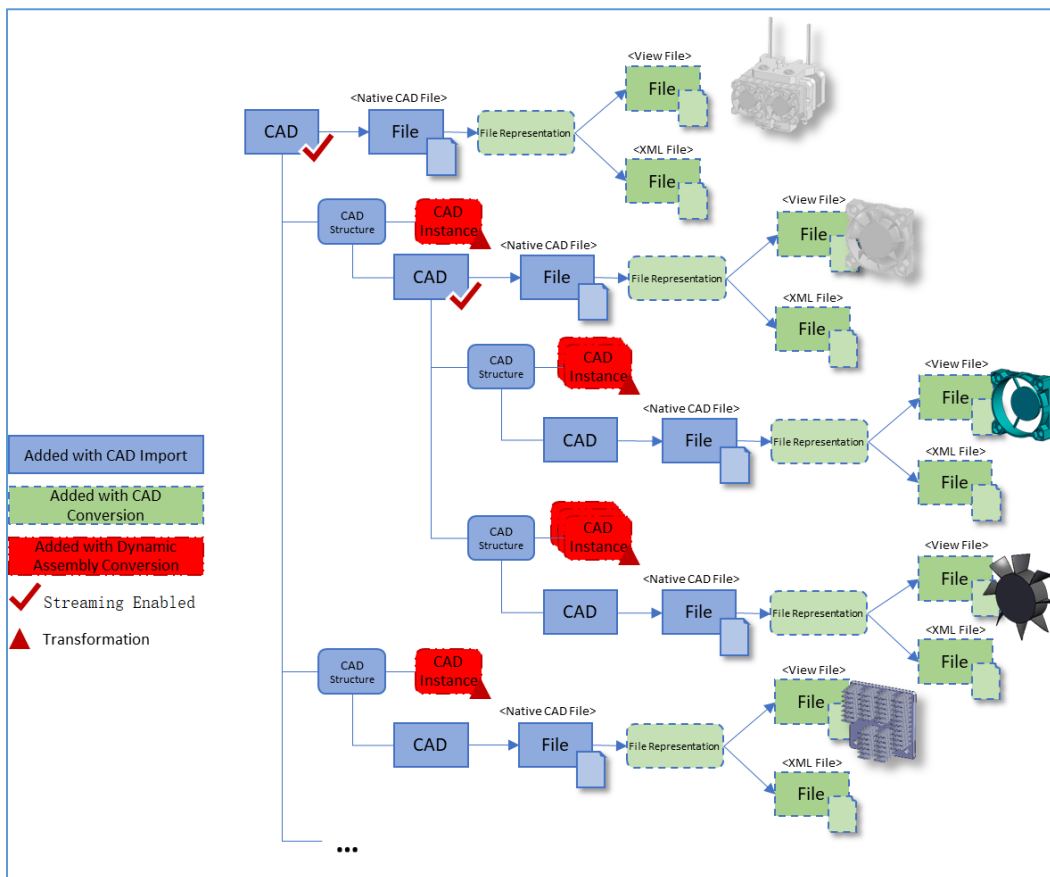 <View File>
File
<Native CAD File>
CAD
File
File Representation
<XML File>
File
CAD
Structure
CAD
Instance
<View File>
File
<Native CAD File>
CAD
File
File Representation
<XML File>
File
CAD
Structure
CAD
Instance
<View File>
File
<Native CAD File>
CAD
File
File Representation
<XML File>
File
Added with CAD Import
Added with CAD
Conversion
Added with Dynamic
Assembly Conversion
Streaming Enabled
Transformation
CAD
Structure
CAD
Instance
<View File>
File
<Native CAD File>
CAD
File
File Representation
<XML File>
File
CAD
Structure
CAD
Instance
<View File>
File
<Native CAD File>
CAD
File
File Representation
<XML File>
File
...